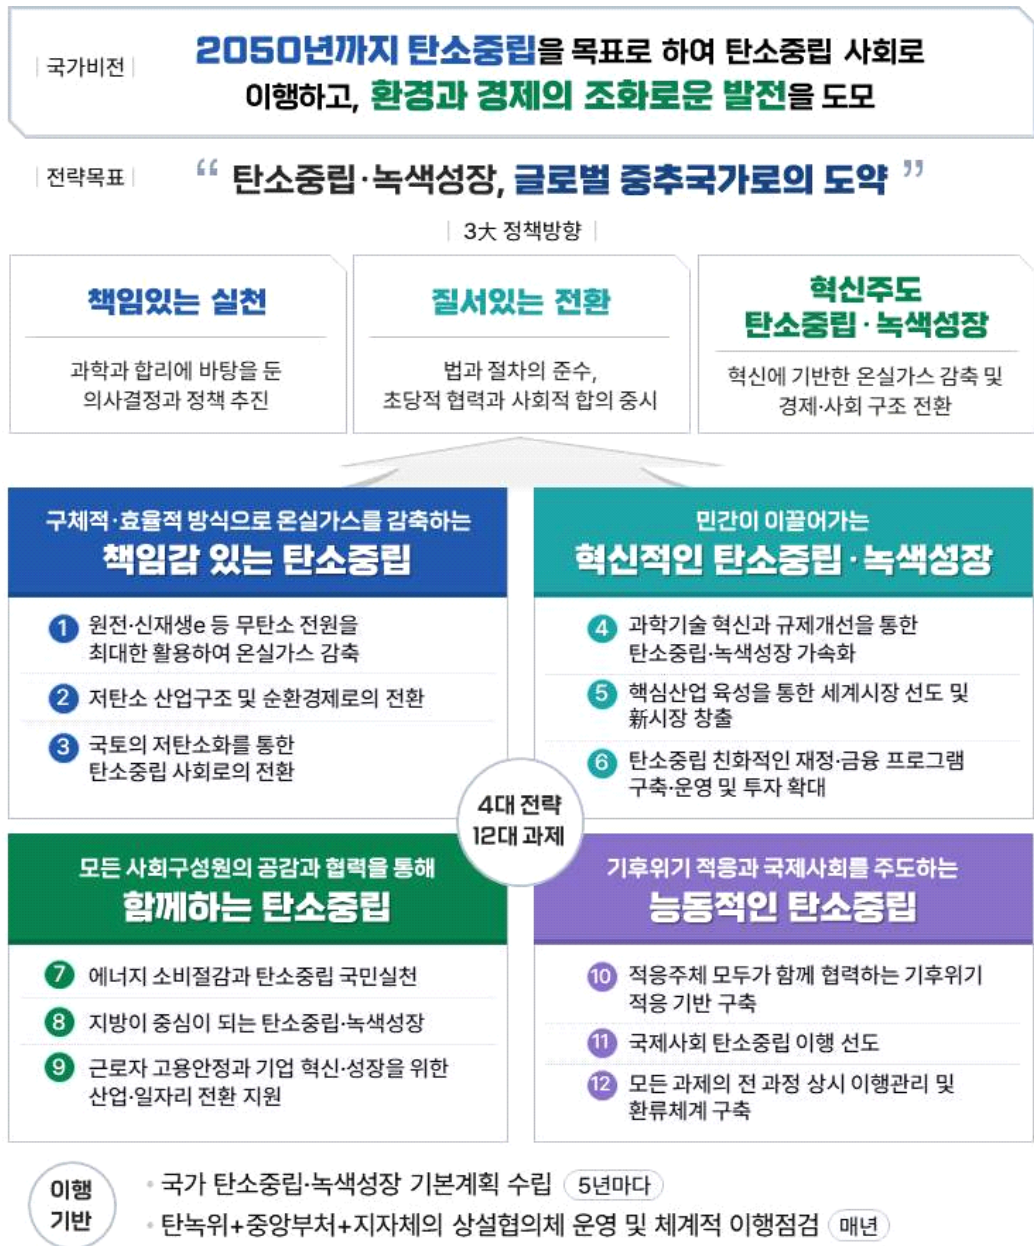 국가비전
2050년까지 탄소중립을 목표로 하여 탄소중립 사회로
이행하고, 환경과 경제의 조화로운 발전을 도모
전략목표
“ 탄소중립·녹색성장, 글로벌 중추국가로의 도약 ”
3大 정책방향
책임있는 실천
과학과 합리에 바탕을 둔
의사결정과 정책 추진
질서있는 전환
법과 절차의 준수,
초당적 협력과 사회적 합의 중시
혁신주도
탄소중립·녹색성장
혁신에 기반한 온실가스 감축 및
경제·사회 구조 전환
구체적·효율적 방식으로 온실가스를 감축하는
책임감 있는 탄소중립
1 원전·신재생e 등 무탄소 전원을
최대한 활용하여 온실가스 감축
2 저탄소 산업구조 및 순환경제로의 전환
3 국토의 저탄소화를 통한
탄소중립 사회로의 전환
민간이 이끌어가는
혁신적인 탄소중립·녹색성장
4 과학기술 혁신과 규제개선을 통한
탄소중립·녹색성장 가속화
5 핵심산업 육성을 통한 세계시장 선도 및
新시장 창출
6 탄소중립 친화적인 재정·금융 프로그램
구축·운영 및 투자 확대
4대 전략
12대 과제
모든 사회구성원의 공감과 협력을 통해
함께하는 탄소중립
7 에너지 소비절감과 탄소중립 국민실천
8 지방이 중심이 되는 탄소중립·녹색성장
9 근로자 고용안정과 기업 혁신·성장을 위한
산업·일자리 전환 지원
기후위기 적응과 국제사회를 주도하는
능동적인 탄소중립
10 적응주체 모두가 함께 협력하는 기후위기
적응 기반 구축
11 국제사회 탄소중립 이행 선도
12 모든 과제의 전 과정 상시 이행관리 및
환류체계 구축
이행
기반
• 국가 탄소중립·녹색성장 기본계획 수립 5년마다
• 탄녹위+중앙부처+지자체의 상설협의체 운영 및 체계적 이행점검 매년